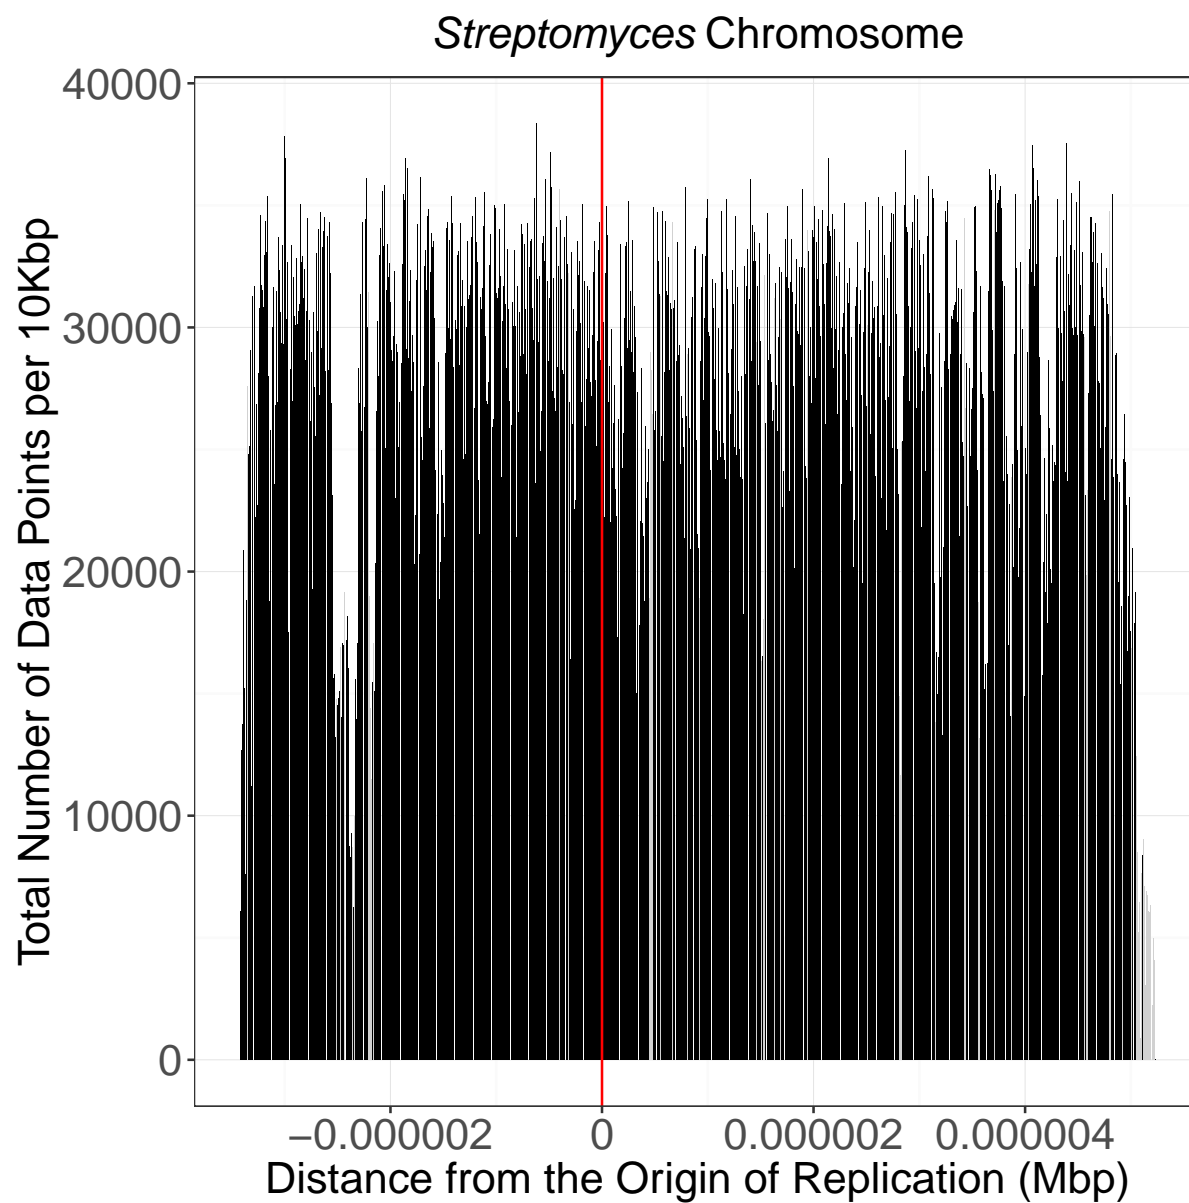 Streptomyces Chromosome
Total Number of Data Points per 10Kbp
40000
30000
20000
10000
0
−0.000002 0 0.000002 0.000004
Distance from the Origin of Replication (Mbp)